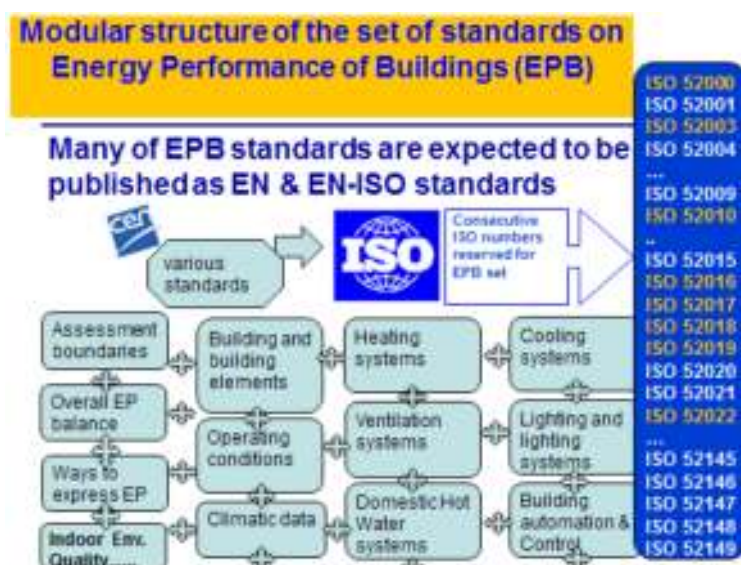 Modular structure of the set of standards on
Energy Performance of Buildings (EPB)
Many of EPB standards are expected to be
published as EN & EN-ISO standards
cen
various
standards
ISO
Consecutive
ISO numbers
reserved for
EPB set
Assessment
boundaries
Building and
building
elements
Heating
systems
Cooling
systems
Overall EP
balance
Operating
conditions
Ventilation
systems
Lighting and
lighting
systems
Ways to
express EP
Climatic data
Domestic Hot
Water
systems
Building
automation &
Control
Indoor Env.
Quality.....
ISO 52000
ISO 52001
ISO 52003
ISO 52004
...
ISO 52009
ISO 52010
..
ISO 52015
ISO 52016
ISO 52017
ISO 52018
ISO 52019
ISO 52020
ISO 52021
ISO 52022
...
ISO 52145
ISO 52146
ISO 52147
ISO 52148
ISO 52149